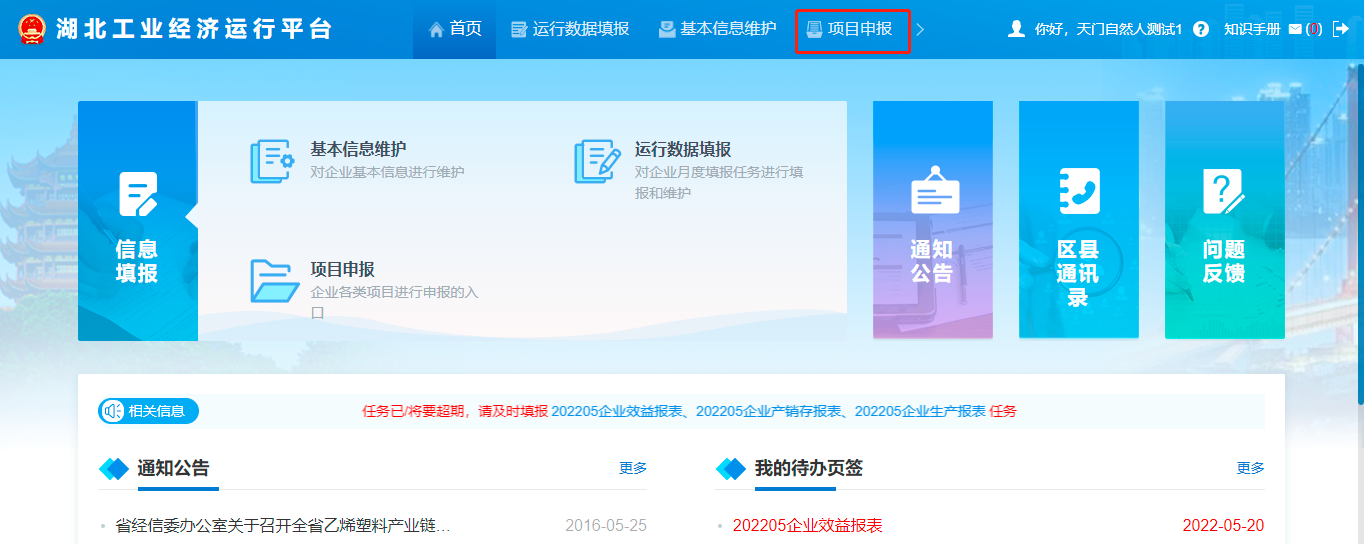 湖北工业经济运行平台
首页
运行数据填报
基本信息维护
项目申报
你好，天门自然人测试1
知识手册
(0)
信息
填报
基本信息维护
对企业基本信息进行维护
运行数据填报
对企业月度填报任务进行填
报和维护
项目申报
企业各类项目进行申报的入
口
通知
公告
区县
通讯
录
问题
反馈
相关信息
任务已/将要超期，请及时填报 202205企业效益报表、202205企业产销存报表、202205企业生产报表 任务
通知公告
更多
省经信委办公室关于召开全省乙烯塑料产业链...
2016-05-25
我的待办页签
更多
202205企业效益报表
2022-05-20